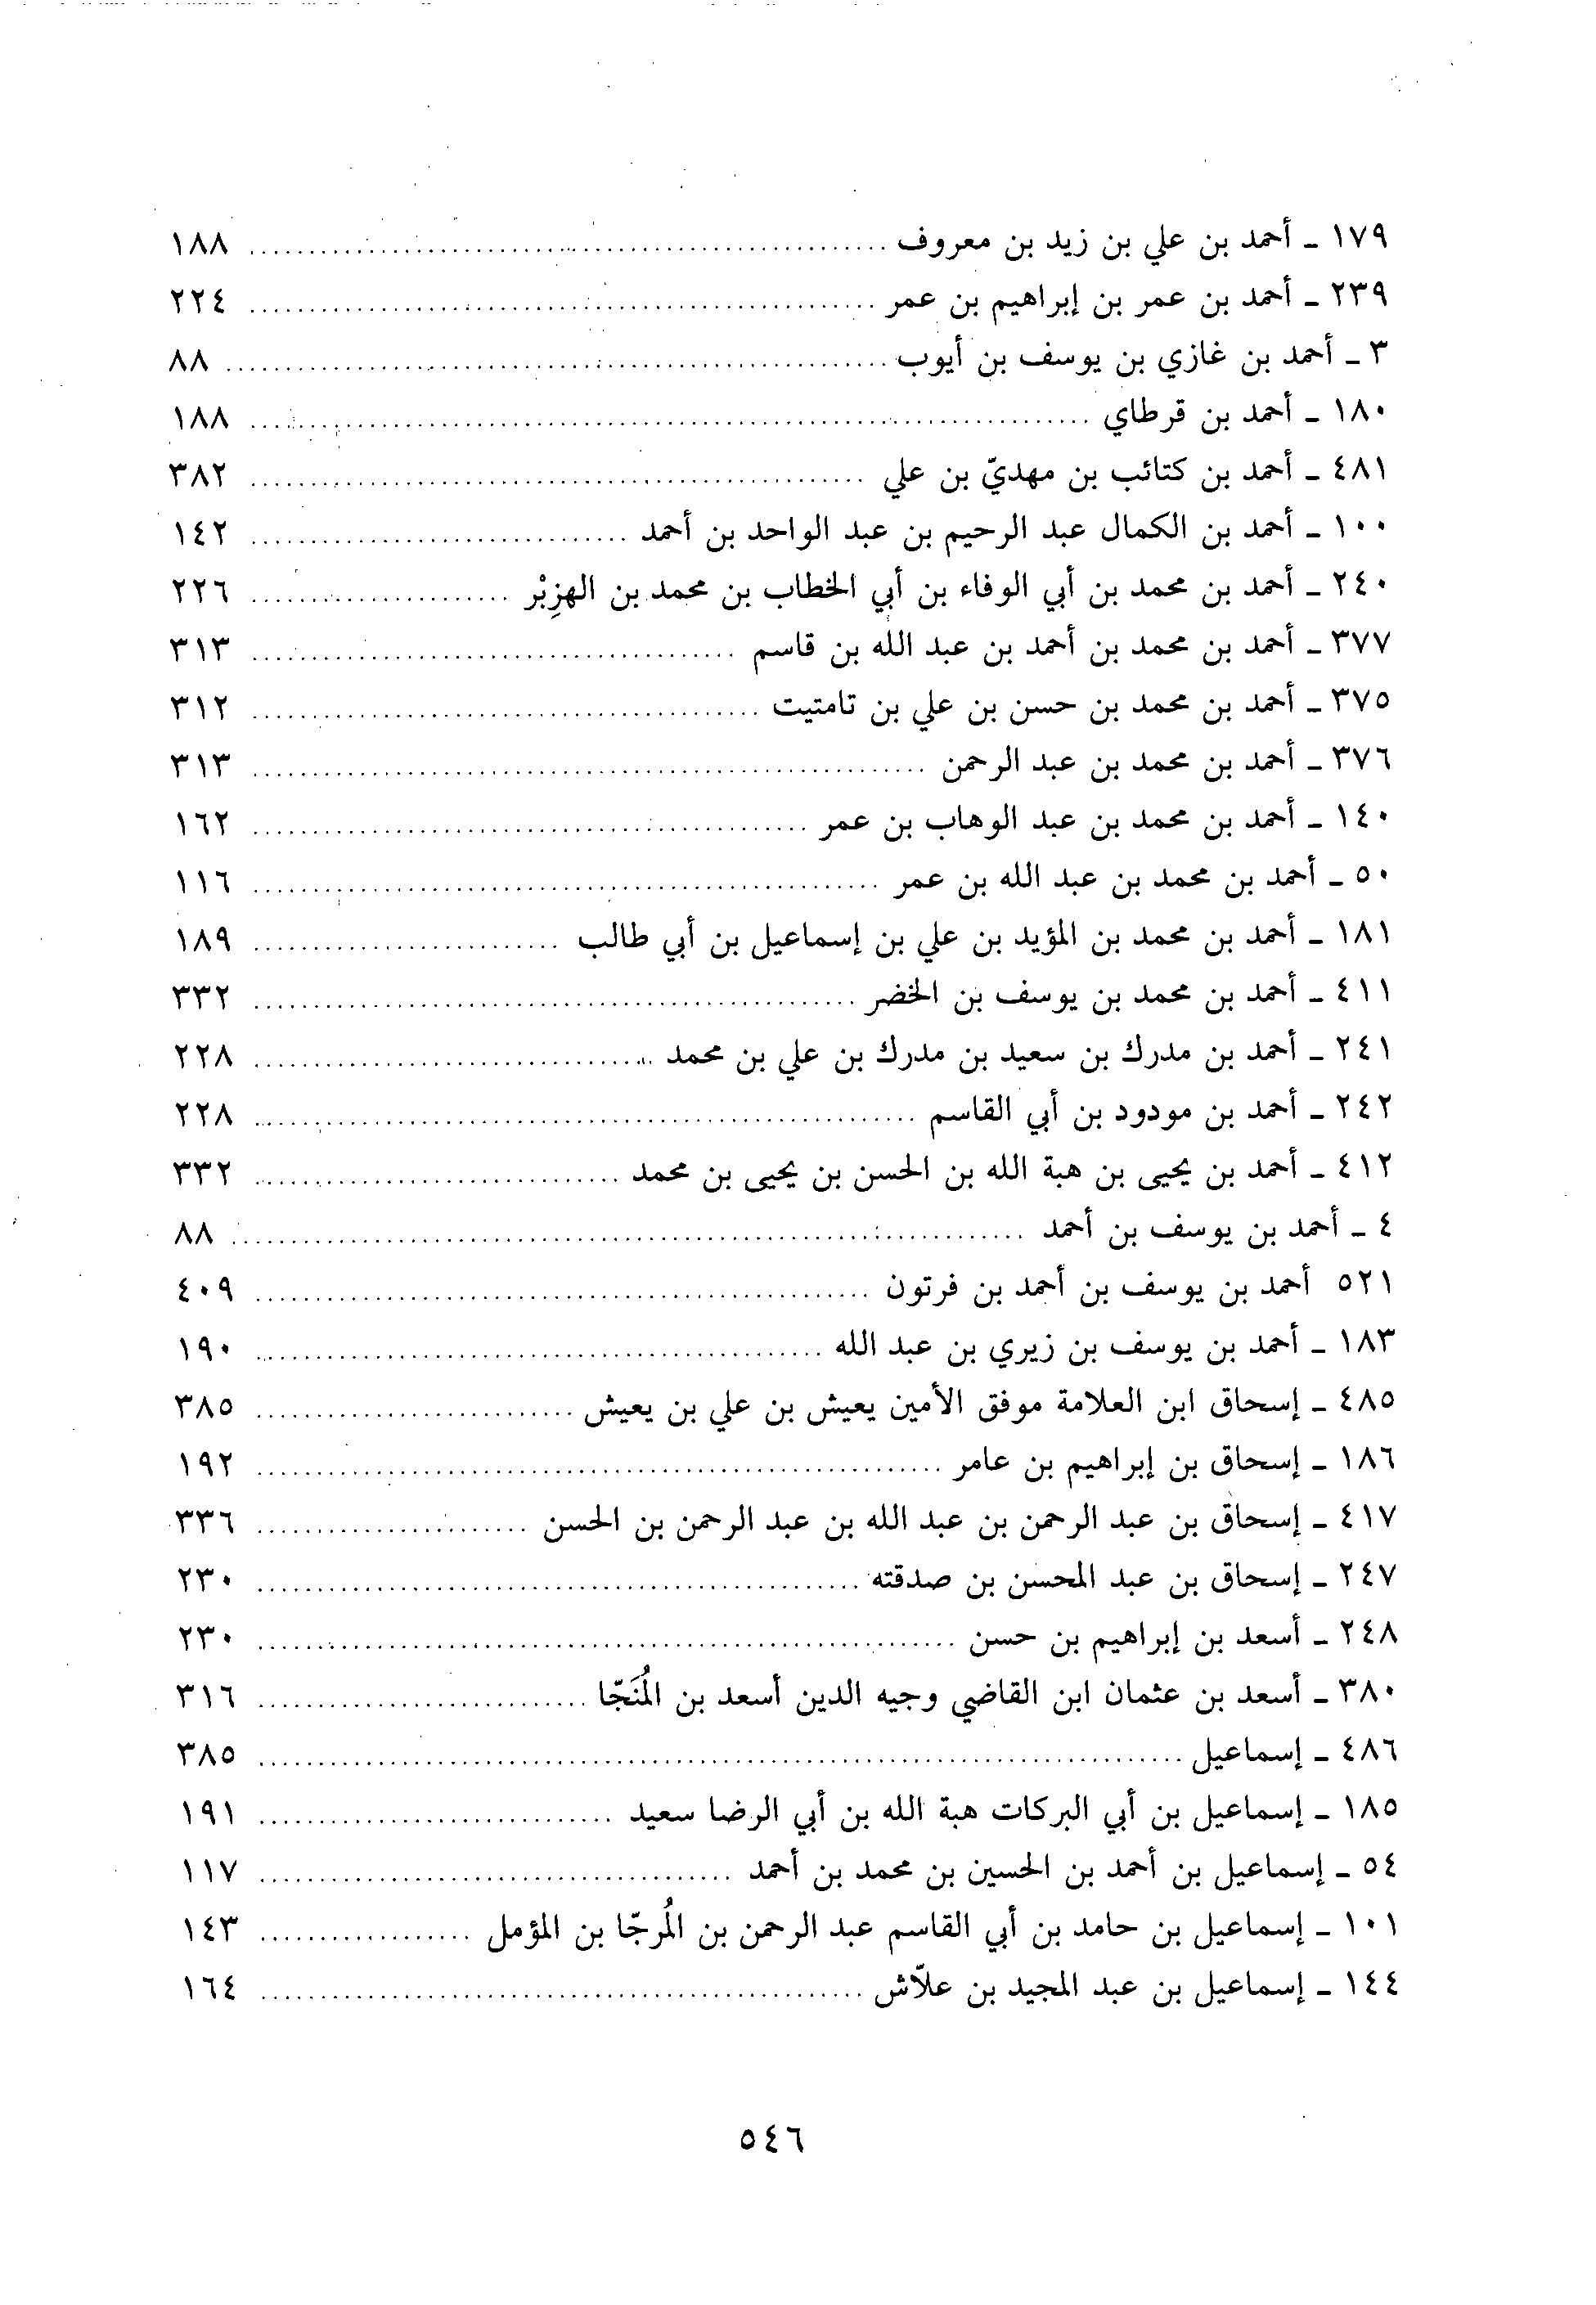 ١٧٩ ـ أحمد بن علي بن زيد بن معروف ........ ١٨٨
٢٣٩ ـ أحمد بن عمر بن إبراهيم بن عمر ........ ٢٢٤
٣ ـ أحمد بن غازي بن يوسف بن أيوب ........ ٨٨
١٨٠ ـ أحمد بن قرطاي ........ ١٨٨
٤٨١ ـ أحمد بن كتائب بن مهديّ بن علي ........ ٣٨٢
١٠٠ ـ أحمد بن الكمال عبد الرحيم بن عبد الواحد بن أحمد ........ ١٤٢
٢٤٠ ـ أحمد بن محمد بن أبي الوفاء بن أبي الخطاب بن محمد بن الهزِبْر ........ ٢٢٦
٣٧٧ ـ أحمد بن محمد بن أحمد بن عبد الله بن قاسم ........ ٣١٣
٣٧٥ ـ أحمد بن محمد بن حسن بن علي بن تامتيت ........ ٣١٢
٣٧٦ ـ أحمد بن محمد بن عبد الرحمن ........ ٣١٣
١٤٠ ـ أحمد بن محمد بن عبد الوهاب بن عمر ........ ١٦٢
٥٠ ـ أحمد بن محمد بن عبد الله بن عمر ........ ١١٦
١٨١ ـ أحمد بن محمد بن المؤيد بن علي بن إسماعيل بن أبي طالب ........ ١٨٩
٤١١ ـ أحمد بن محمد بن يوسف بن الخضر ........ ٣٣٢
٢٤١ ـ أحمد بن مدرك بن سعيد بن مدرك بن علي بن محمد ........ ٢٢٨
٢٤٢ ـ أحمد بن مودود بن أبي القاسم ........ ٢٢٨
٤١٢ ـ أحمد بن يحيى بن هبة الله بن الحسن بن يحيى بن محمد ........ ٣٣٢
٤ ـ أحمد بن يوسف بن أحمد ........ ٨٨
٥٢١ أحمد بن يوسف بن أحمد بن فرتون ........ ٤٠٩
١٨٣ ـ أحمد بن يوسف بن زيري بن عبد الله ........ ١٩٠
٤٨٥ ـ إسحاق ابن العلامة موفق الأمين يعيش بن علي بن يعيش ........ ٣٨٥
١٨٦ ـ إسحاق بن إبراهيم بن عامر ........ ١٩٢
٤١٧ ـ إسحاق بن عبد الرحمن بن عبد الله بن عبد الرحمن بن الحسن ........ ٣٣٦
٢٤٧ ـ إسحاق بن عبد المحسن بن صدقته ........ ٢٣٠
٢٤٨ ـ أسعد بن إبراهيم بن حسن ........ ٢٣٠
٣٨٠ ـ أسعد بن عثمان ابن القاضي وجيه الدين أسعد بن المُنَجّا ........ ٣١٦
٤٨٦ ـ إسماعيل ........ ٣٨٥
١٨٥ ـ إسماعيل بن أبي البركات هبة الله بن أبي الرضا سعيد ........ ١٩١
٥٤ ـ إسماعيل بن أحمد بن الحسين بن محمد بن أحمد ........ ١١٧
١٠١ ـ إسماعيل بن حامد بن أبي القاسم عبد الرحمن بن المُرجّا بن المؤمل ........ ١٤٣
١٤٤ ـ إسماعيل بن عبد المجيد بن علاّش ........ ١٦٤
٥٤٦